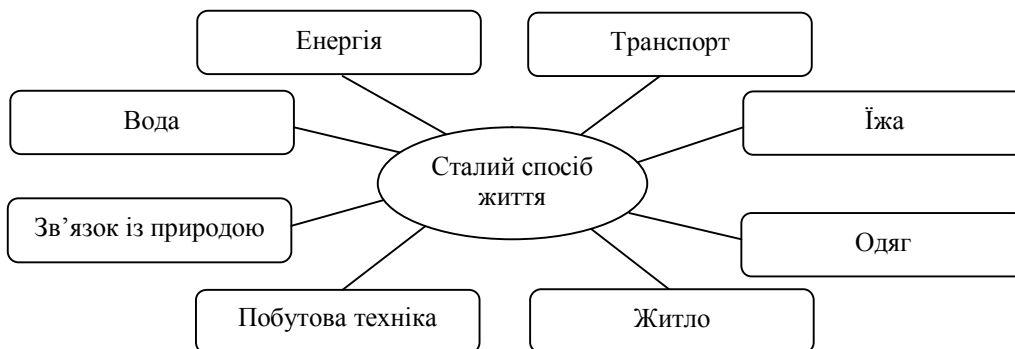 Енергія
Транспорт
Вода
Їжа
Сталий спосіб
життя
Зв’язок із природою
Одяг
Побутова техніка
Житло